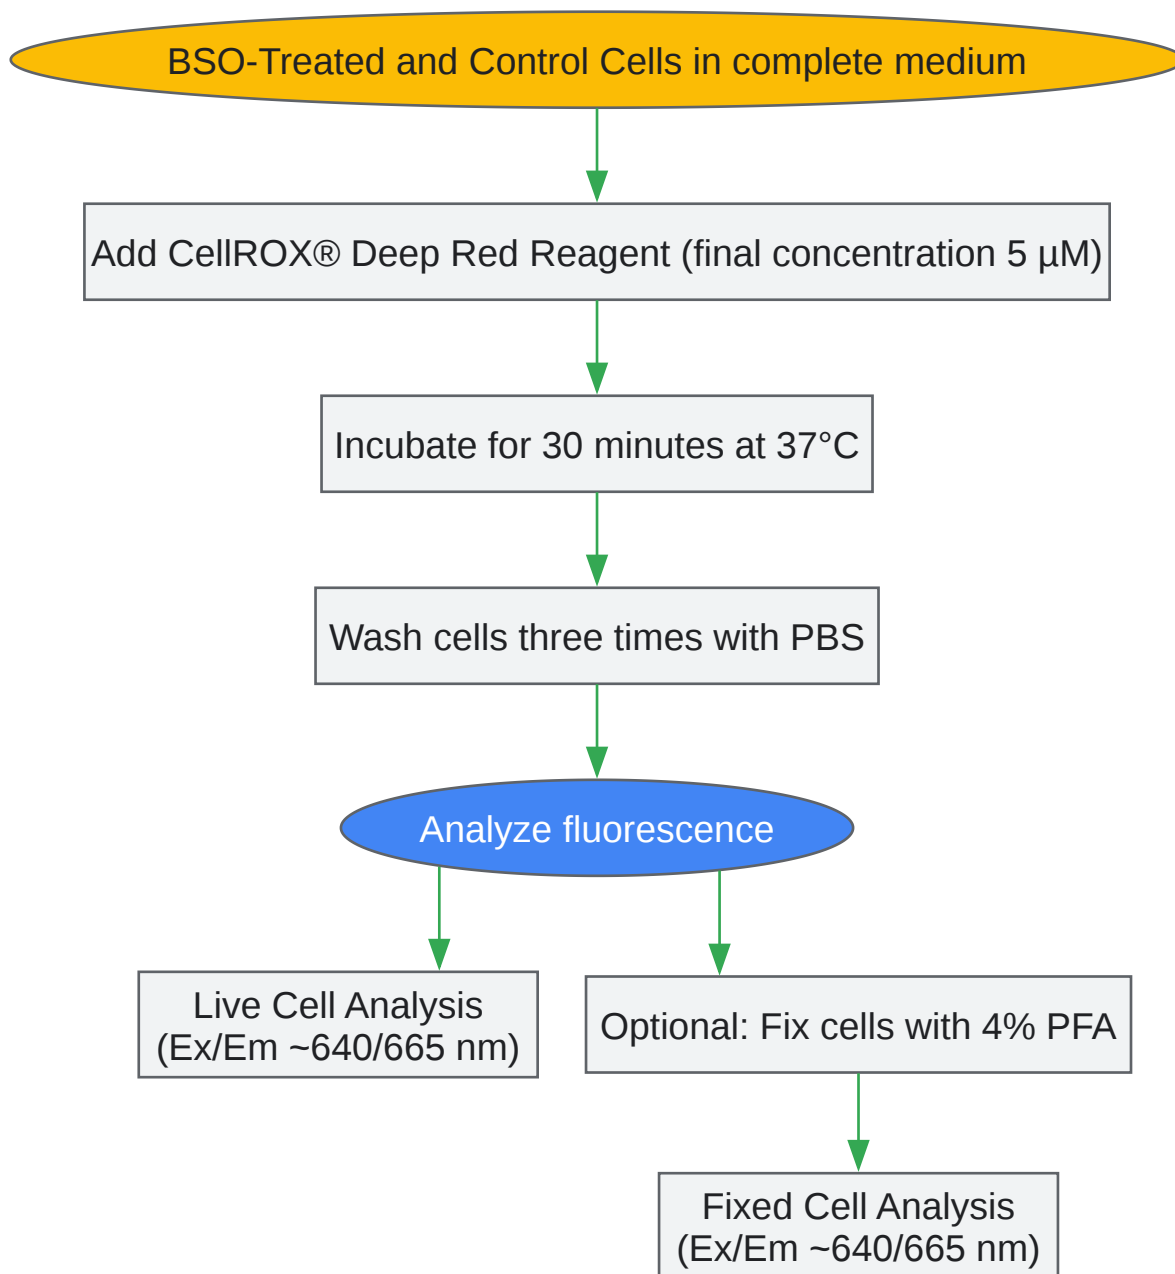 BSO-Treated and Control Cells in complete medium
Add CellROX® Deep Red Reagent (final concentration 5 µM)
Incubate for 30 minutes at 37°C
Wash cells three times with PBS
Analyze fluorescence
Live Cell Analysis
(Ex/Em ~640/665 nm)
Optional: Fix cells with 4% PFA
Fixed Cell Analysis
(Ex/Em ~640/665 nm)